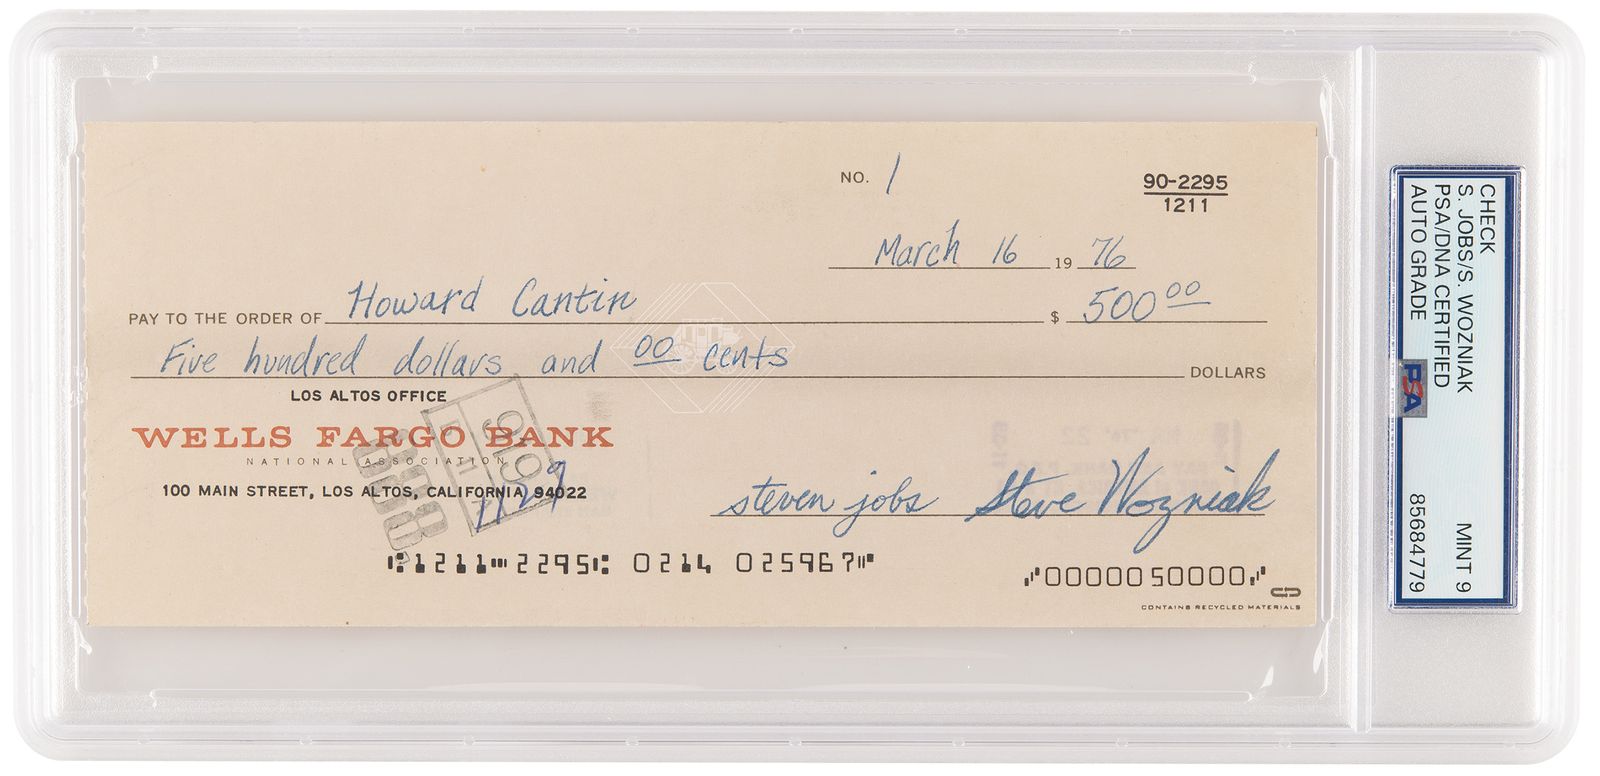 NO. 1
90-2295
1211
March 16 19 76
PAY TO THE ORDER OF Howard Cantin $ 500 00
Five hundred dollars and 00 cents DOLLARS
LOS ALTOS OFFICE
WELLS FARGO BANK
NATIONAL ASSOCIATION
100 MAIN STREET, LOS ALTOS, CALIFORNIA 94022
919
steven jobs Steve Wozniak
⑆1211⑉2295⑆ 0214 025967⑈
⑇0000050000⑇
CONTAINS RECYCLED MATERIALS
CHECK
S. JOBS/S. WOZNIAK
PSA/DNA CERTIFIED
AUTO GRADE
PSA
MINT 9
85684779